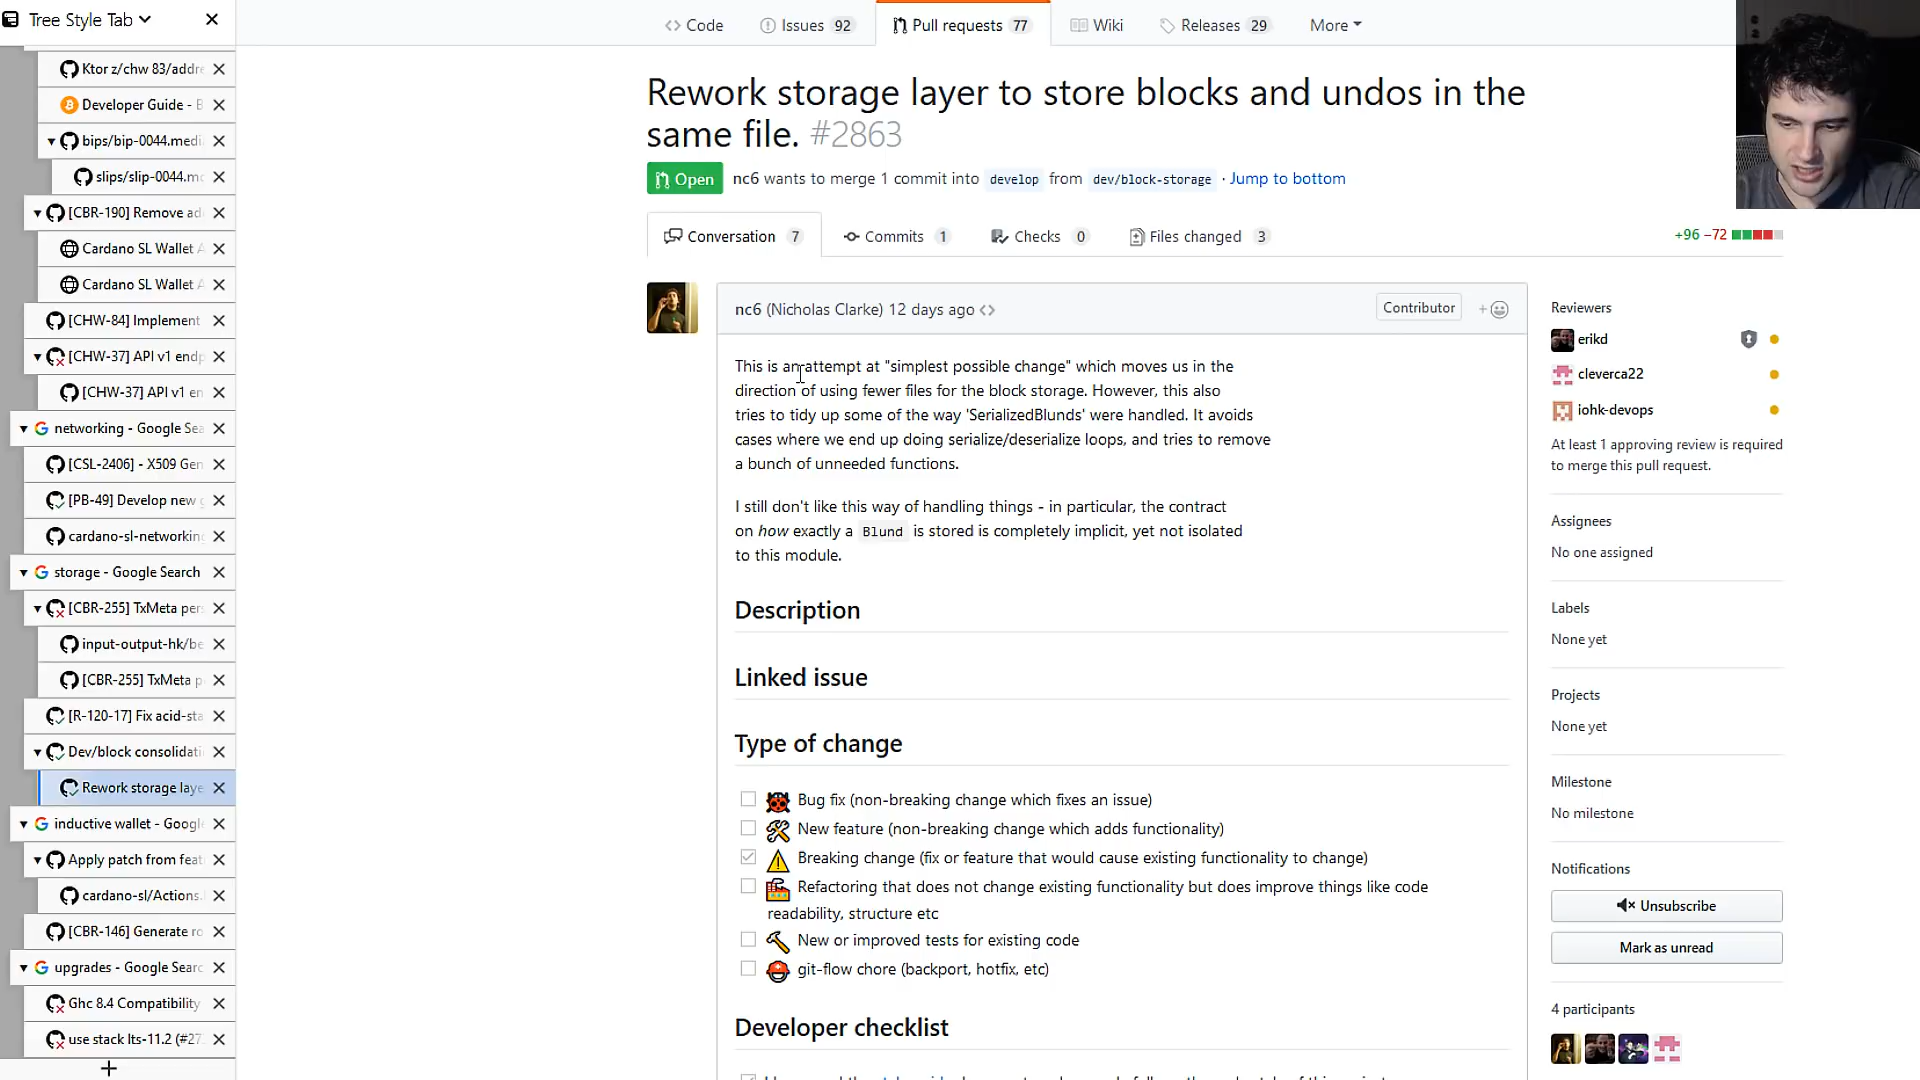 Tree Style Tab
Ktor z/chw 83/addre
Developer Guide - B
bips/bip-0044.medi
slips/slip-0044.mc
[CBR-190] Remove ad
Cardano SL Wallet A
Cardano SL Wallet A
[CHW-84] Implement
[CHW-37] API v1 endp
[CHW-37] API v1 en
networking - Google Sea
[CSL-2406] - X509 Gen
[PB-49] Develop new g
cardano-sl-networking
storage - Google Search
[CBR-255] TxMeta per
input-output-hk/be
[CBR-255] TxMeta p
[R-120-17] Fix acid-sta
Dev/block consolidati
Rework storage laye
inductive wallet - Google
Apply patch from feat
cardano-sl/Actions.
[CBR-146] Generate ro
upgrades - Google Searc
Ghc 8.4 Compatibility
use stack lts-11.2 (#27
Code Issues 92 Pull requests 77 Wiki Releases 29 More
Rework storage layer to store blocks and undos in the
same file. #2863
Open nc6 wants to merge 1 commit into develop from dev/block-storage · Jump to bottom
Conversation 7 Commits 1 Checks 0 Files changed 3 +96 −72
nc6 (Nicholas Clarke) 12 days ago Contributor
This is an attempt at "simplest possible change" which moves us in the
direction of using fewer files for the block storage. However, this also
tries to tidy up some of the way 'SerializedBlunds' were handled. It avoids
cases where we end up doing serialize/deserialize loops, and tries to remove
a bunch of unneeded functions.
I still don't like this way of handling things - in particular, the contract
on how exactly a Blund is stored is completely implicit, yet not isolated
to this module.
Description
Linked issue
Type of change
Bug fix (non-breaking change which fixes an issue)
New feature (non-breaking change which adds functionality)
Breaking change (fix or feature that would cause existing functionality to change)
Refactoring that does not change existing functionality but does improve things like code
readability, structure etc
New or improved tests for existing code
git-flow chore (backport, hotfix, etc)
Developer checklist
Reviewers
erikd
cleverca22
iohk-devops
At least 1 approving review is required
to merge this pull request.
Assignees
No one assigned
Labels
None yet
Projects
None yet
Milestone
No milestone
Notifications
Unsubscribe
Mark as unread
4 participants